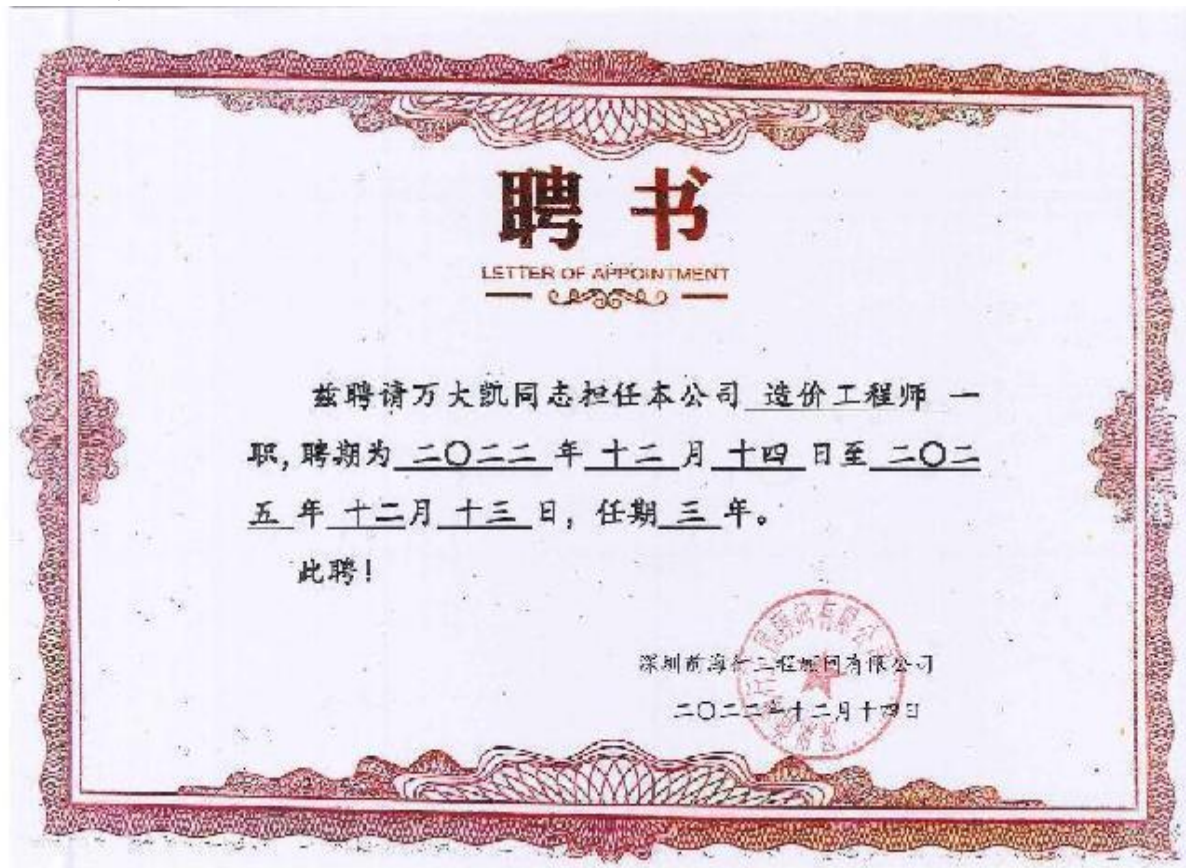 聘书
LETTER OF APPOINTMENT
兹聘请万大凯同志担任本公司 造价工程师 一
职,聘期为 二〇二二 年 十二 月 十四 日至 二〇二
五 年 十二月 十三 日, 任期 三 年。
此聘!
深圳前海 工程顾问有限公司
二〇二二年十二月十四日